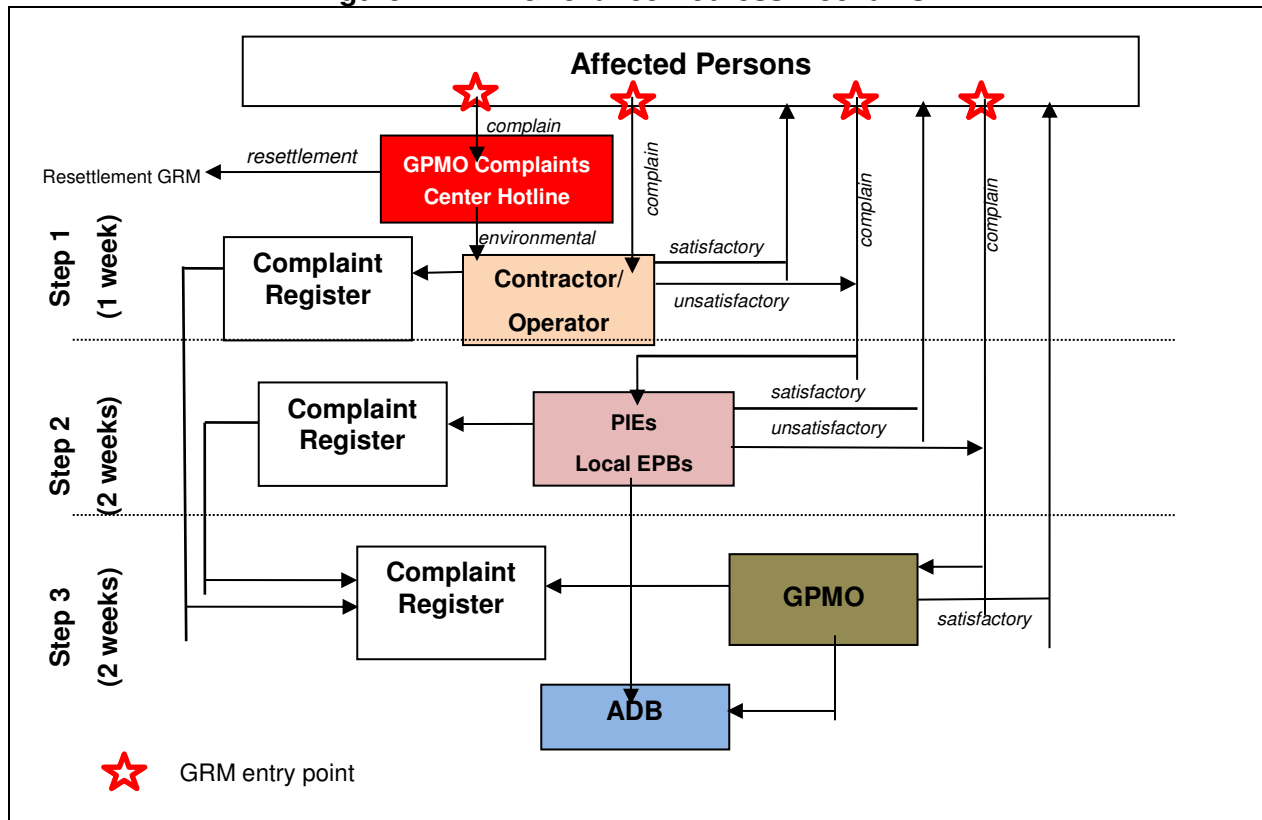 Affected Persons
complain
complain
complain
complain
resettlement
Resettlement GRM
GPMO Complaints
Center Hotline
environmental
Step 1
(1 week)
Complaint
Register
Contractor/
Operator
satisfactory
unsatisfactory
Step 2
(2 weeks)
Complaint
Register
PIEs
Local EPBs
satisfactory
unsatisfactory
Step 3
(2 weeks)
Complaint
Register
GPMO
satisfactory
ADB
GRM entry point